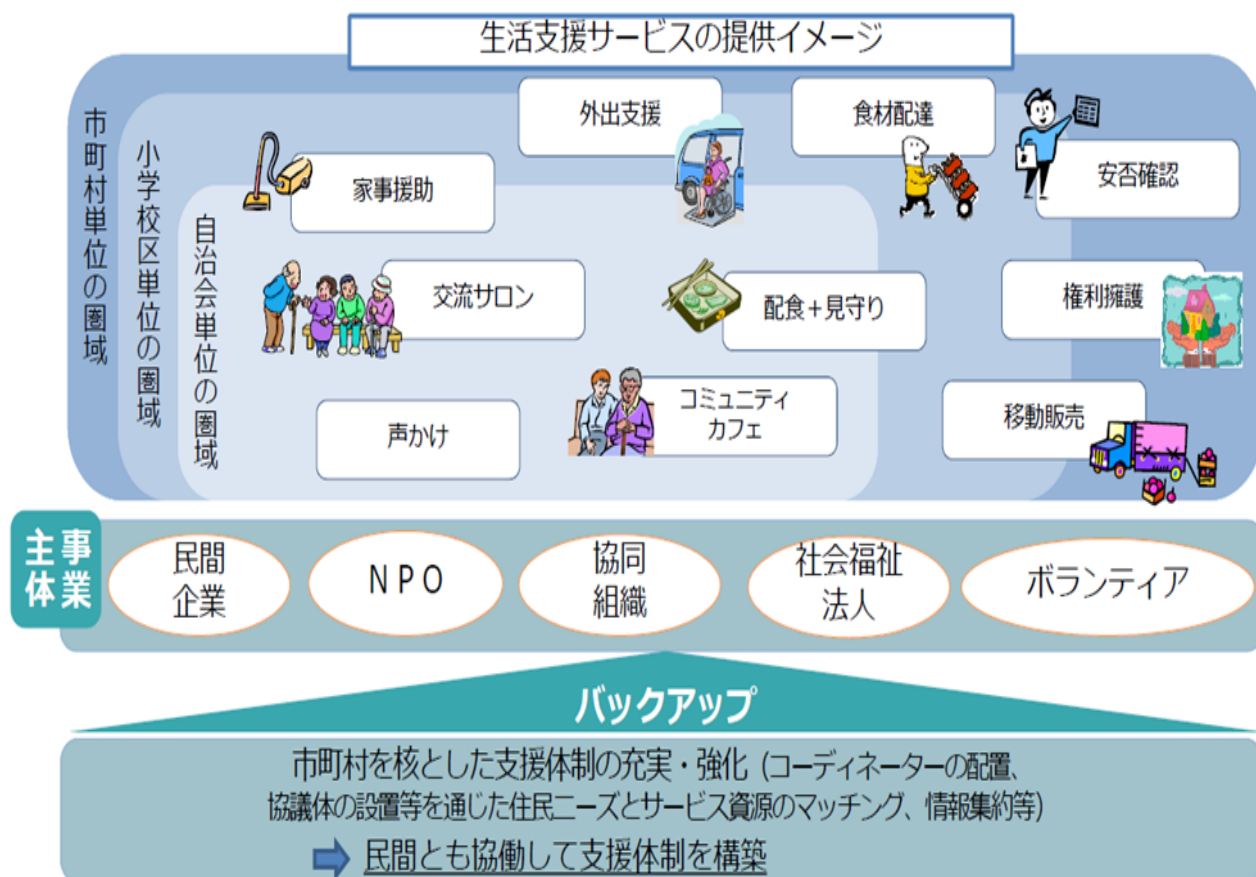 生活支援サービスの提供イメージ
市町村単位の圏域
小学校区単位の圏域
自治会単位の圏域
外出支援
食材配達
安否確認
家事援助
交流サロン
配食+見守り
権利擁護
声かけ
コミュニティ
カフェ
移動販売
事業
主体
民間
企業
NPO
協同
組織
社会福祉
法人
ボランティア
バックアップ
市町村を核とした支援体制の充実・強化(コーディネーターの配置、
協議体の設置等を通じた住民ニーズとサービス資源のマッチング、情報集約等)
民間とも協働して支援体制を構築